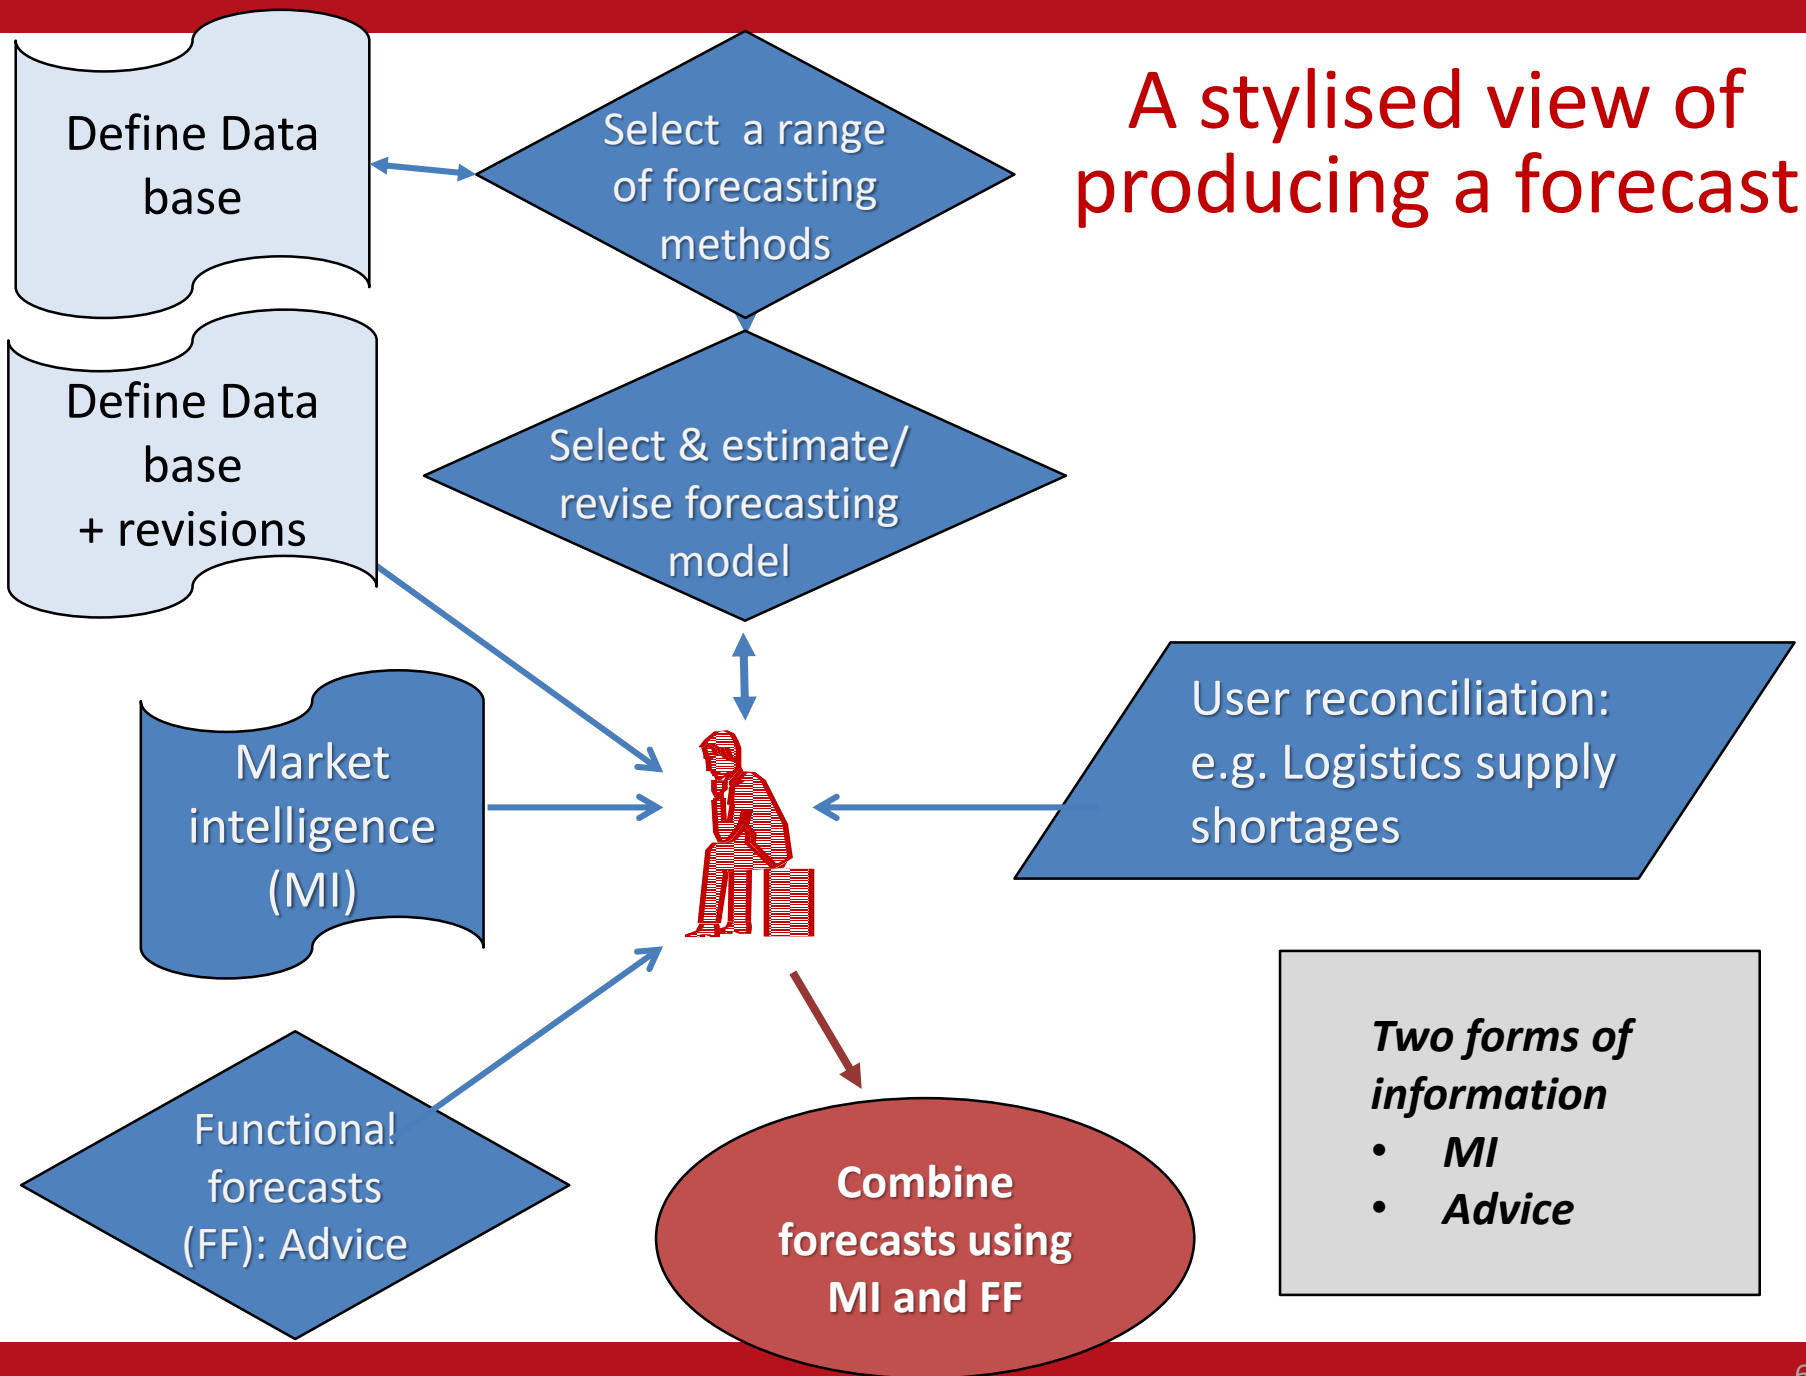 A stylised view of
producing a forecast
Define Data
base
Select a range
of forecasting
methods
Define Data
base
+ revisions
Select & estimate/
revise forecasting
model
Market
intelligence
(MI)
User reconciliation:
e.g. Logistics supply
shortages
Functional
forecasts
(FF): Advice
Combine
forecasts using
MI and FF
Two forms of
information
• MI
• Advice